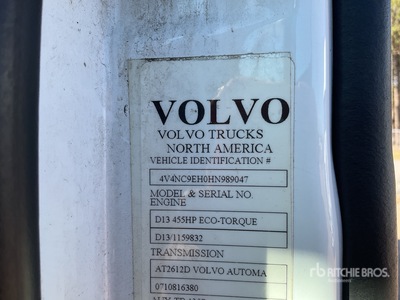 VOLVO
VOLVO TRUCKS
NORTH AMERICA
VEHICLE IDENTIFICATION #
4V4NC9EH0HN989047
MODEL & SERIAL NO.
ENGINE
D13 455HP ECO-TORQUE
D13/1159832
TRANSMISSION
AT2612D VOLVO AUTOMA
0710816380
rb RITCHIE BROS.